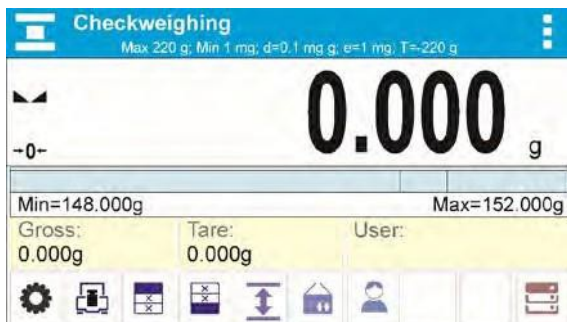 Checkweighing
Max 220 g; Min 1 mg; d=0.1 mg g; e=1 mg; T=-220 g
0.000 g
→0←
Min=148.000g Max=152.000g
Gross: Tare: User:
0.000g 0.000g